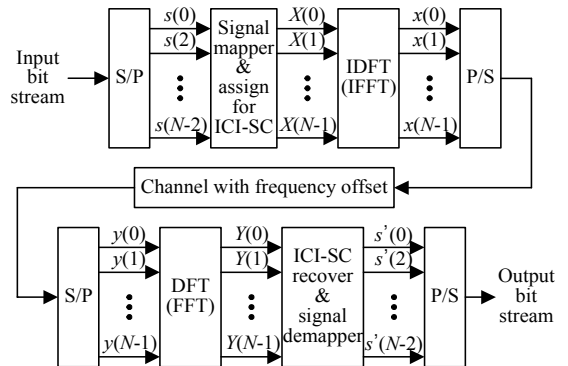 Input
bit
stream
S/P
s(0)
s(2)
s(N-2)
Signal
mapper
&
assign
for
ICI-SC
X(0)
X(1)
X(N-1)
IDFT
(IFFT)
x(0)
x(1)
x(N-1)
P/S
Channel with frequency offset
S/P
y(0)
y(1)
y(N-1)
DFT
(FFT)
Y(0)
Y(1)
Y(N-1)
ICI-SC
recover
&
signal
demapper
s'(0)
s'(2)
s'(N-2)
P/S
Output
bit
stream